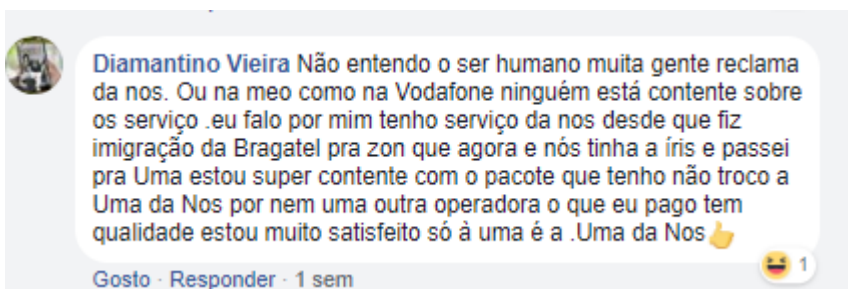 Diamantino Vieira Não entendo o ser humano muita gente reclama
da nos. Ou na meo como na Vodafone ninguém está contente sobre
os serviço .eu falo por mim tenho serviço da nos desde que fiz
imigração da Bragatel pra zon que agora e nós tinha a íris e passei
pra Uma estou super contente com o pacote que tenho não troco a
Uma da Nos por nem uma outra operadora o que eu pago tem
qualidade estou muito satisfeito só à uma é a .Uma da Nos👍
😆 1
Gosto · Responder · 1 sem